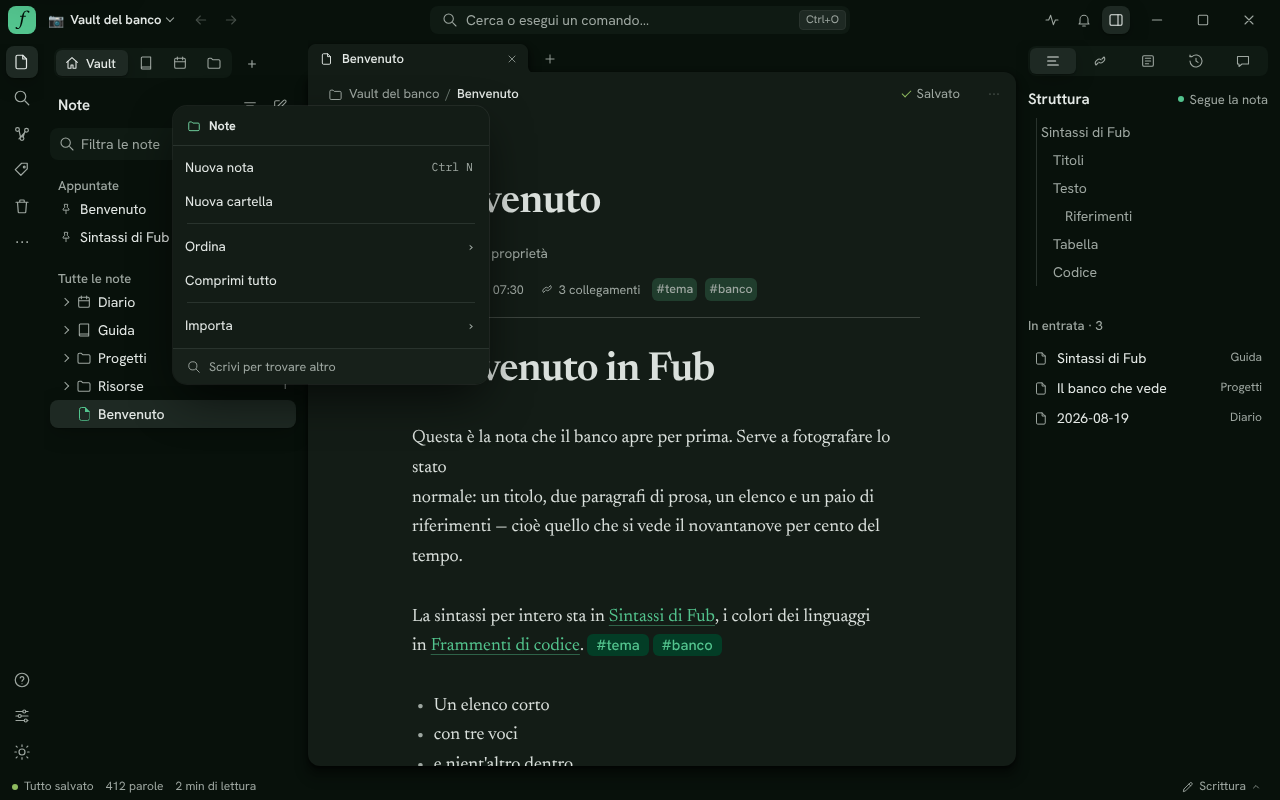 f
Vault del banco
Cerca o esegui un comando...
Ctrl+O
Vault
Benvenuto
Note
Vault del banco / Benvenuto
Salvato
Struttura
Segue la nota
Filtra le note
Note
Nuova nota
Ctrl N
Nuova cartella
Ordina
Comprimi tutto
Importa
Scrivi per trovare altro
Appuntate
Benvenuto
Sintassi di Fub
Tutte le note
Diario
Guida
Progetti
Risorse
Benvenuto
venuto
proprietà
07:30
3 collegamenti
#tema
#banco
venuto in Fub
Questa è la nota che il banco apre per prima. Serve a fotografare lo
stato
normale: un titolo, due paragrafi di prosa, un elenco e un paio di
riferimenti — cioè quello che si vede il novantanove per cento del
tempo.
La sintassi per intero sta in Sintassi di Fub, i colori dei linguaggi
in Frammenti di codice. #tema #banco
• Un elenco corto
• con tre voci
• e nient'altro dentro
Sintassi di Fub
Titoli
Testo
Riferimenti
Tabella
Codice
In entrata · 3
Sintassi di Fub
Guida
Il banco che vede
Progetti
2026-08-19
Diario
Tutto salvato
412 parole
2 min di lettura
Scrittura